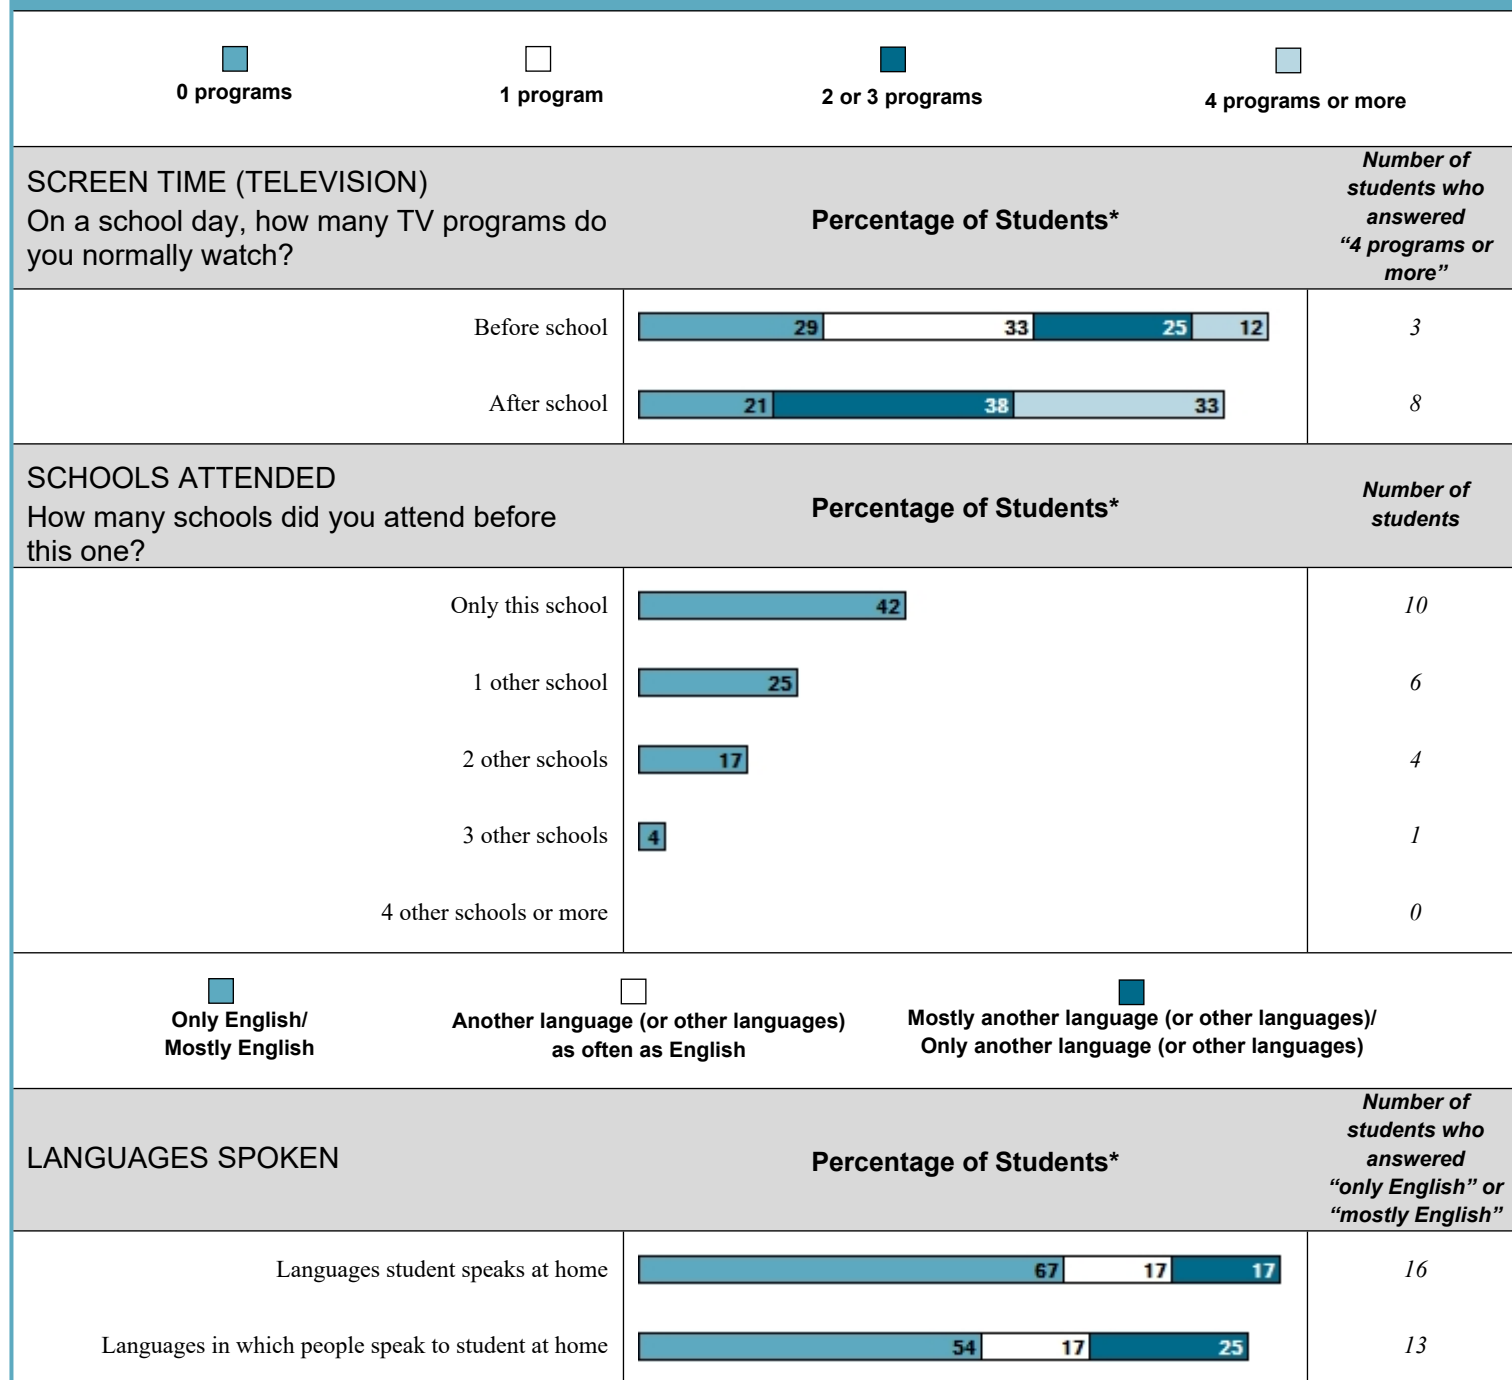 0 programs
1 program
2 or 3 programs
4 programs or more
SCREEN TIME (TELEVISION)
On a school day, how many TV programs do
you normally watch?
Percentage of Students*
Number of
students who
answered
“4 programs or
more”
Before school
29 33 25 12
3
After school
21 38 33
8
SCHOOLS ATTENDED
How many schools did you attend before
this one?
Percentage of Students*
Number of
students
Only this school
42
10
1 other school
25
6
2 other schools
17
4
3 other schools
4
1
4 other schools or more
0
Only English/
Mostly English
Another language (or other languages)
as often as English
Mostly another language (or other languages)/
Only another language (or other languages)
LANGUAGES SPOKEN
Percentage of Students*
Number of
students who
answered
“only English” or
“mostly English”
Languages student speaks at home
67 17 17
16
Languages in which people speak to student at home
54 17 25
13